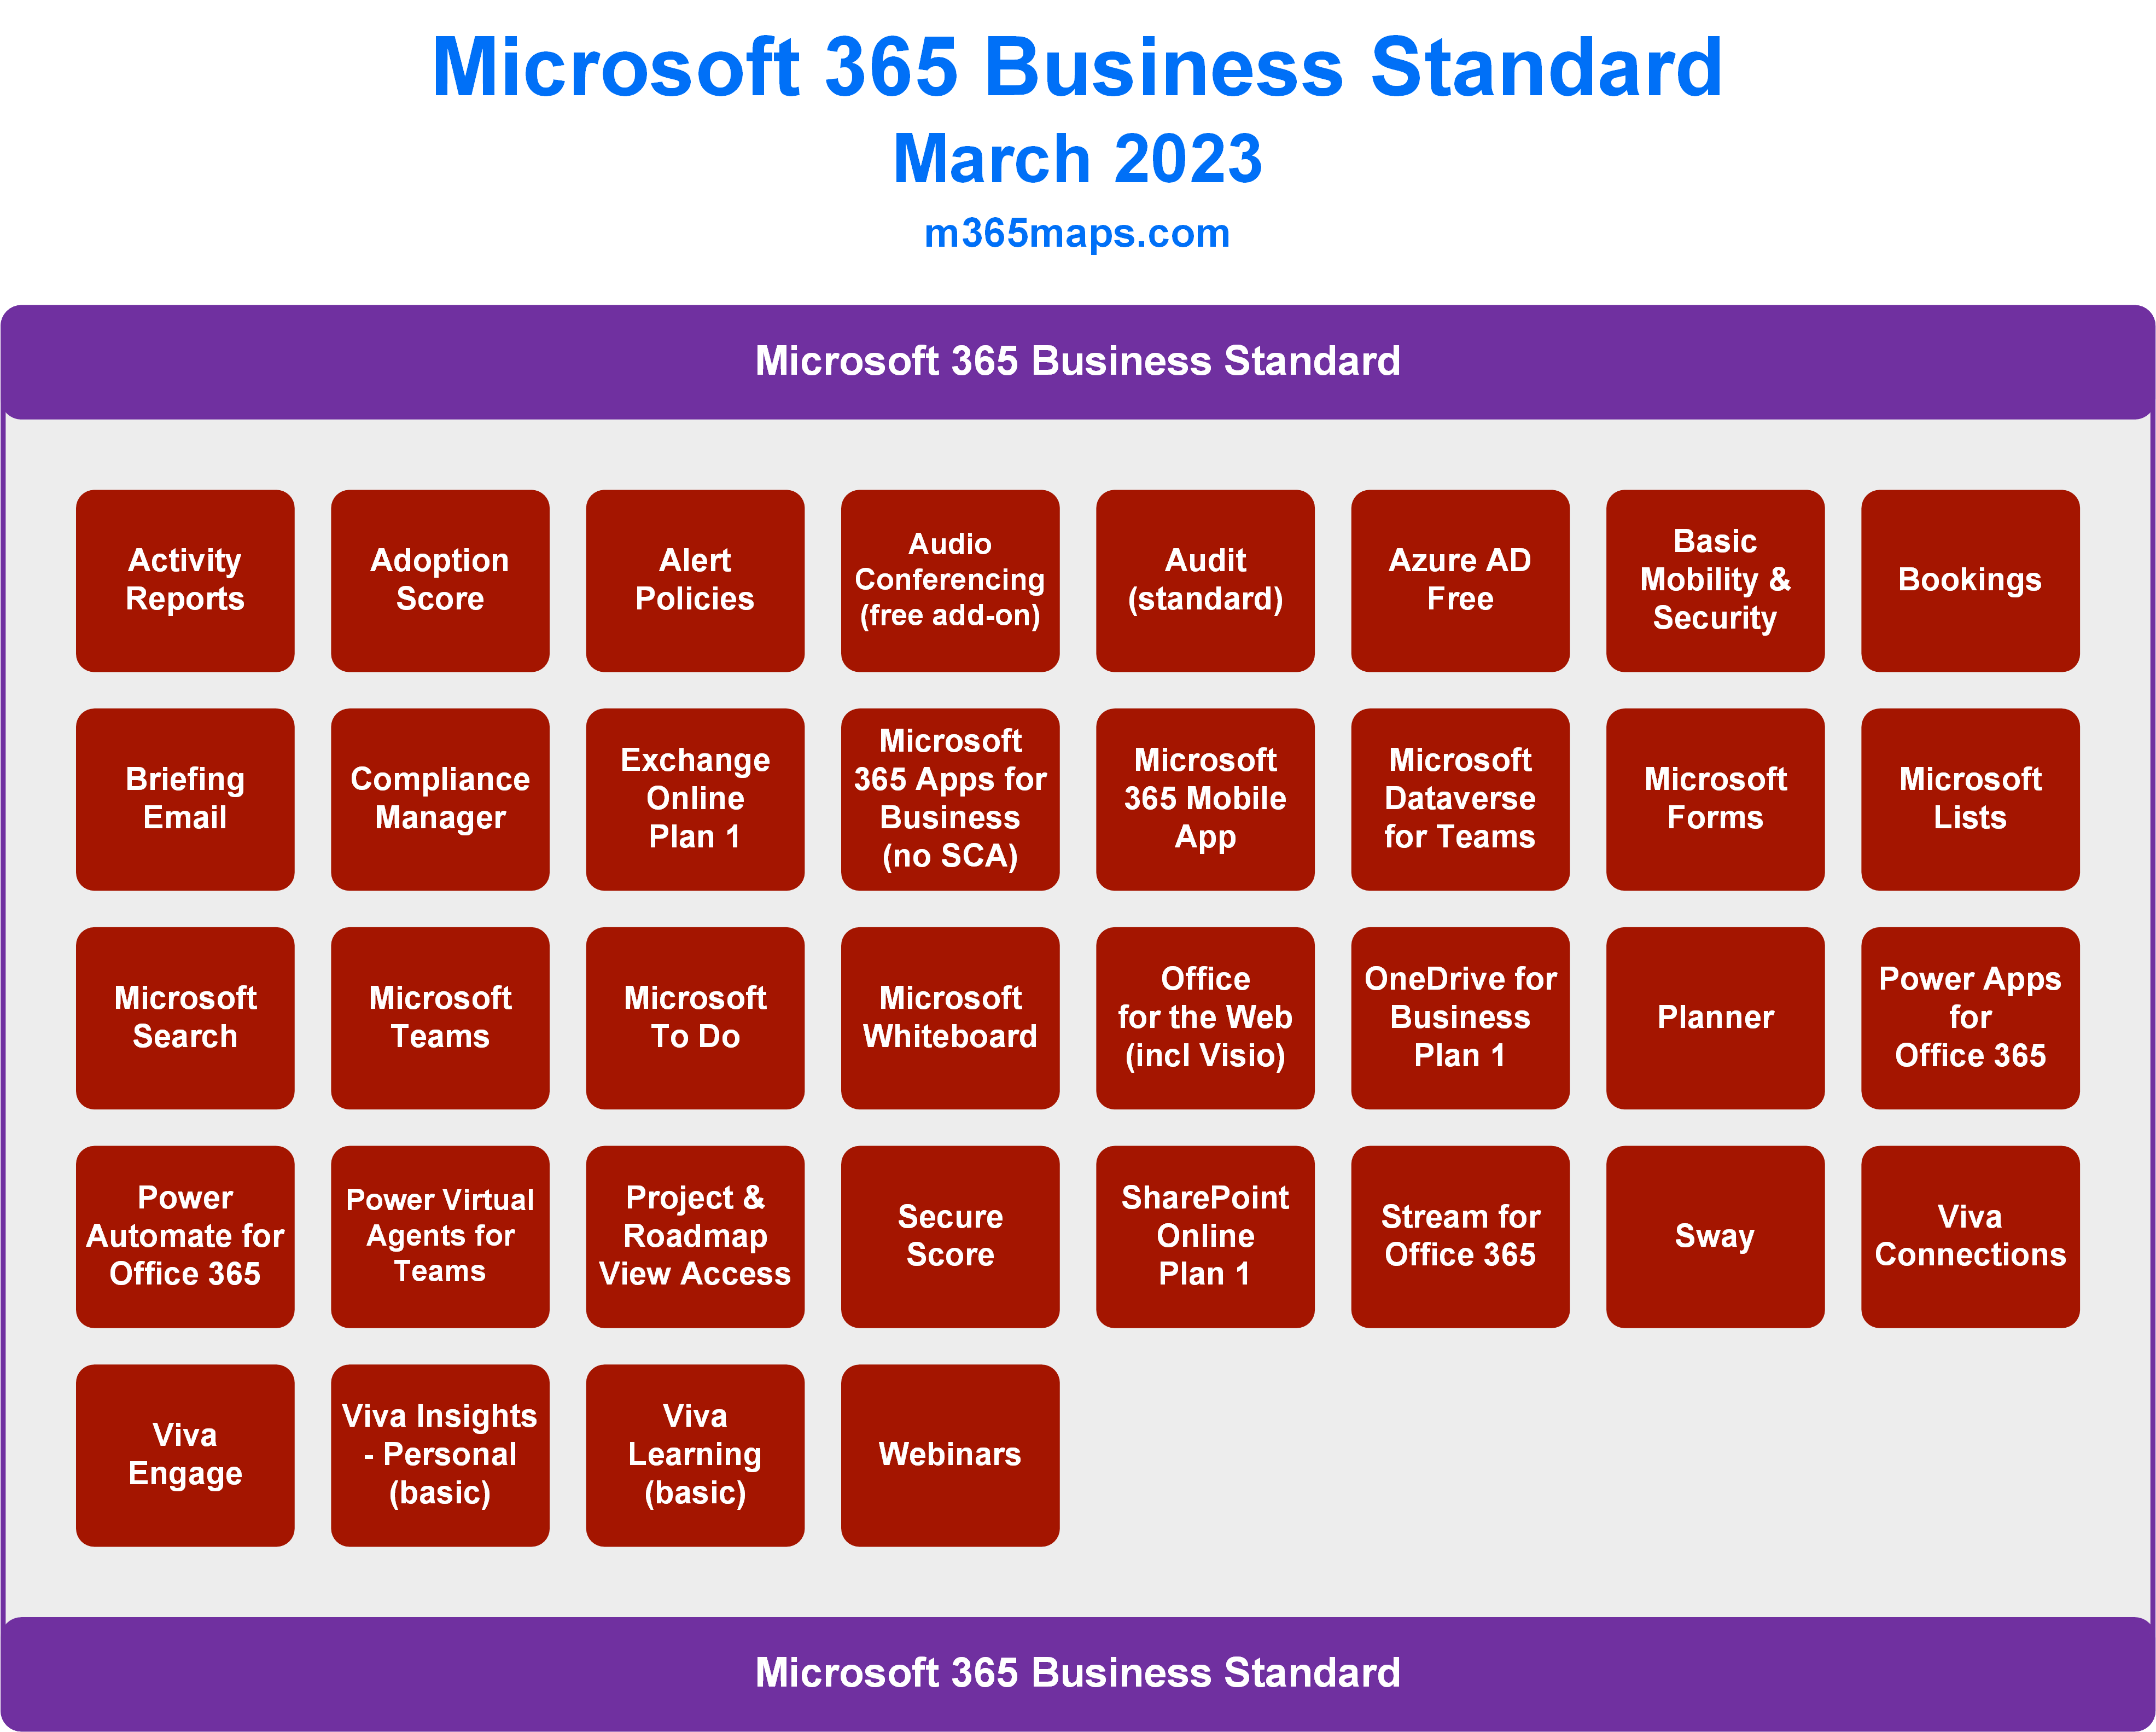 Microsoft 365 Business Standard
March 2023
m365maps.com
Microsoft 365 Business Standard
Activity
Reports
Adoption
Score
Alert
Policies
Audio
Conferencing
(free add-on)
Audit
(standard)
Azure AD
Free
Basic
Mobility &
Security
Bookings
Briefing
Email
Compliance
Manager
Exchange
Online
Plan 1
Microsoft
365 Apps for
Business
(no SCA)
Microsoft
365 Mobile
App
Microsoft
Dataverse
for Teams
Microsoft
Forms
Microsoft
Lists
Microsoft
Search
Microsoft
Teams
Microsoft
To Do
Microsoft
Whiteboard
Office
for the Web
(incl Visio)
OneDrive for
Business
Plan 1
Planner
Power Apps
for
Office 365
Power
Automate for
Office 365
Power Virtual
Agents for
Teams
Project &
Roadmap
View Access
Secure
Score
SharePoint
Online
Plan 1
Stream for
Office 365
Sway
Viva
Connections
Viva
Engage
Viva Insights
- Personal
(basic)
Viva
Learning
(basic)
Webinars
Microsoft 365 Business Standard